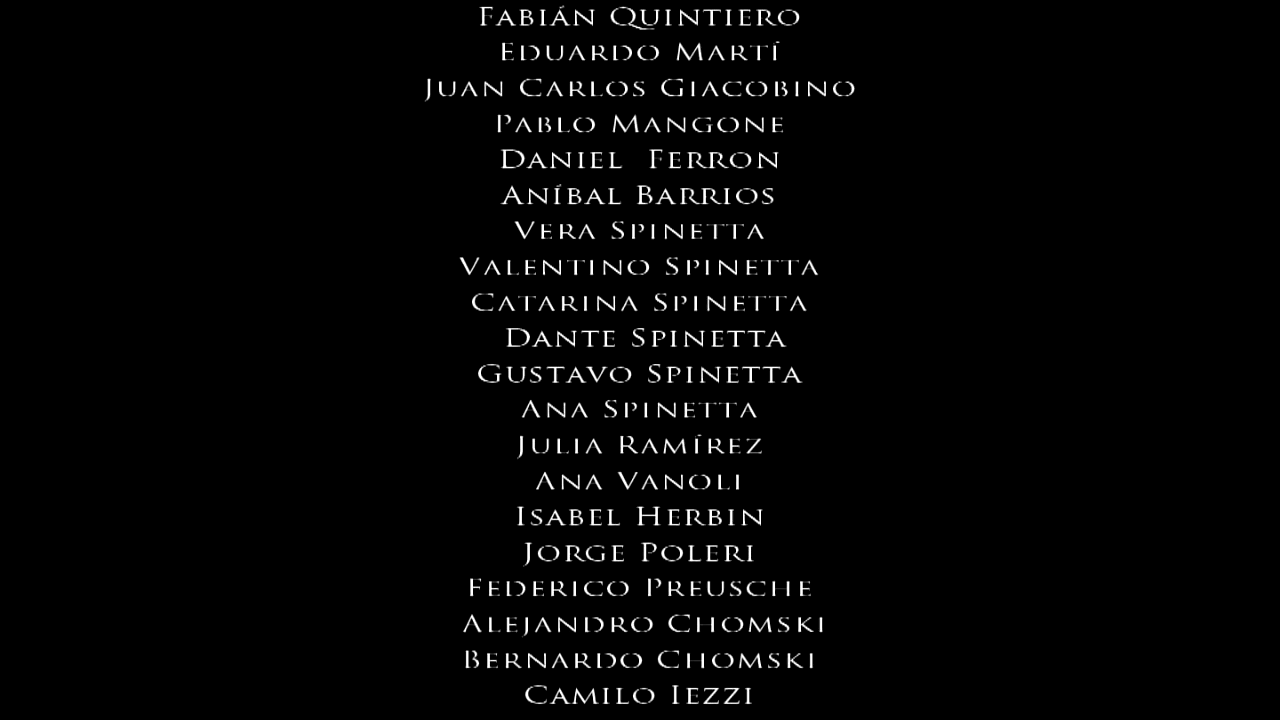 Fabián Quintiero
Eduardo Martí
Juan Carlos Giacobino
Pablo Mangone
Daniel Ferron
Aníbal Barrios
Vera Spinetta
Valentino Spinetta
Catarina Spinetta
Dante Spinetta
Gustavo Spinetta
Ana Spinetta
Julia Ramírez
Ana Vanoli
Isabel Herbin
Jorge Poleri
Federico Preusche
Alejandro Chomski
Bernardo Chomski
Camilo Iezzi